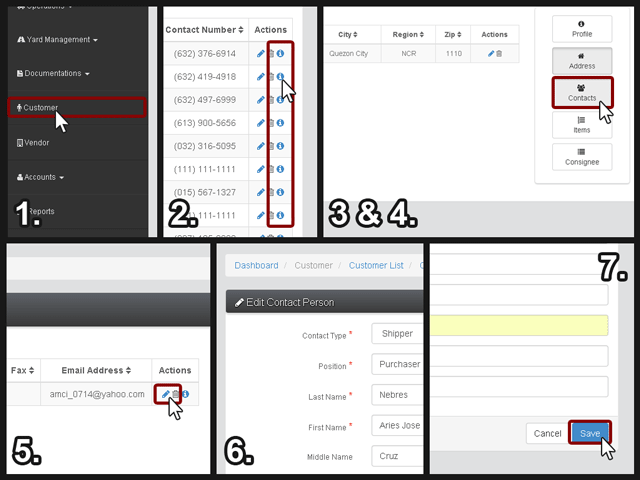 Operations
Yard Management
Documentations
Customer
Vendor
Accounts
Reports
1.
Contact Number Actions
(632) 376-6914
(632) 419-4918
(632) 497-6999
(613) 900-5656
(032) 316-5095
(111) 111-1111
(015) 567-1327
111-1111
2.
City Region Zip Actions
Quezon City NCR 1110
Profile
Address
Contacts
Items
Consignee
3 & 4.
Fax Email Address Actions
amci_0714@yahoo.com
5.
Dashboard / Customer / Customer List /
Edit Contact Person
Contact Type * Shipper
Position * Purchaser
Last Name * Nebres
First Name * Aries Jose
Middle Name Cruz
6.
7.
Cancel Save